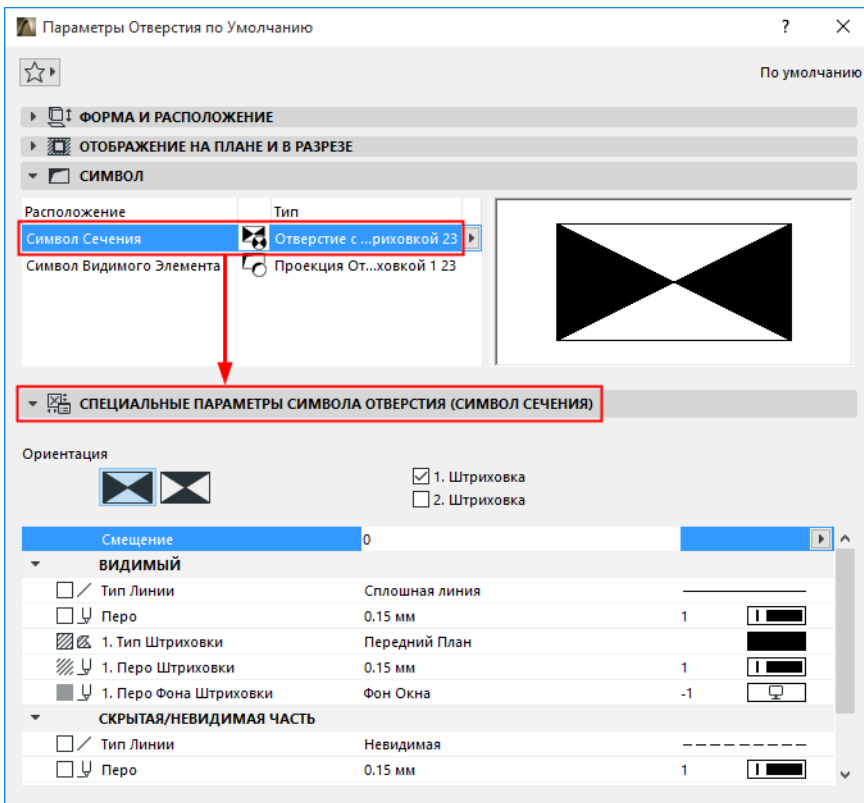 Параметры Отверстия по Умолчанию ?
По умолчанию
ФОРМА И РАСПОЛОЖЕНИЕ
ОТОБРАЖЕНИЕ НА ПЛАНЕ И В РАЗРЕЗЕ
СИМВОЛ
Расположение Тип
Символ Сечения Отверстие с ...риховкой 23
Символ Видимого Элемента Проекция От...ховкой 1 23
СПЕЦИАЛЬНЫЕ ПАРАМЕТРЫ СИМВОЛА ОТВЕРСТИЯ (СИМВОЛ СЕЧЕНИЯ)
Ориентация
1. Штриховка
2. Штриховка
Смещение 0
ВИДИМЫЙ
Тип Линии Сплошная линия
Перо 0.15 мм 1
1. Тип Штриховки Передний План
1. Перо Штриховки 0.15 мм 1
1. Перо Фона Штриховки Фон Окна -1
СКРЫТАЯ/НЕВИДИМАЯ ЧАСТЬ
Тип Линии Невидимая
Перо 0.15 мм 1